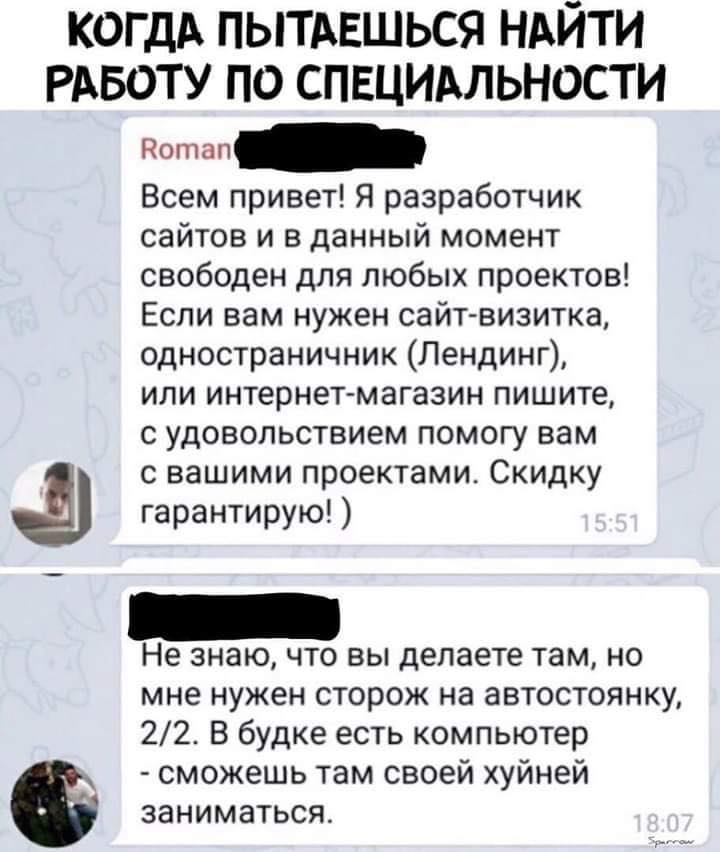 КОГДА ПЫТАЕШЬСЯ НАЙТИ
РАБОТУ ПО СПЕЦИАЛЬНОСТИ
Roman
Всем привет! Я разработчик
сайтов и в данный момент
свободен для любых проектов!
Если вам нужен сайт-визитка,
одностраничник (Лендинг),
или интернет-магазин пишите,
с удовольствием помогу вам
с вашими проектами. Скидку
гарантирую! )
15:51
Не знаю, что вы делаете там, но
мне нужен сторож на автостоянку,
2/2. В будке есть компьютер
- сможешь там своей хуйней
заниматься.
18:07
Sparrow